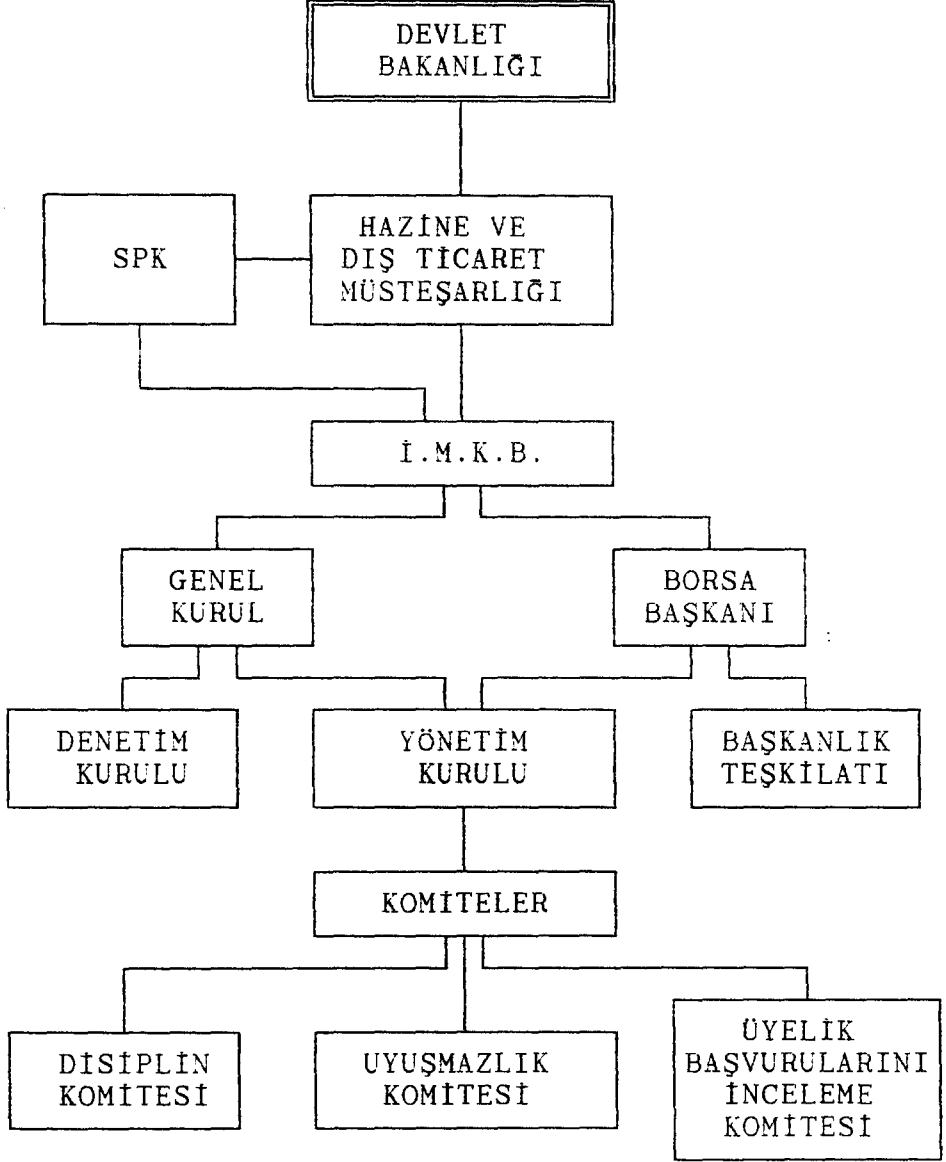 DEVLET
BAKANLIĞI
SPK
HAZİNE VE
DIŞ TİCARET
MÜSTEŞARLIĞI
İ.M.K.B.
GENEL
KURUL
BORSA
BAŞKANI
DENETİM
KURULU
YÖNETİM
KURULU
BAŞKANLIK
TEŞKİLATI
KOMİTELER
DİSİPLİN
KOMİTESİ
UYUŞMAZLIK
KOMİTESİ
ÜYELİK
BAŞVURULARINI
İNCELEME
KOMİTESİ